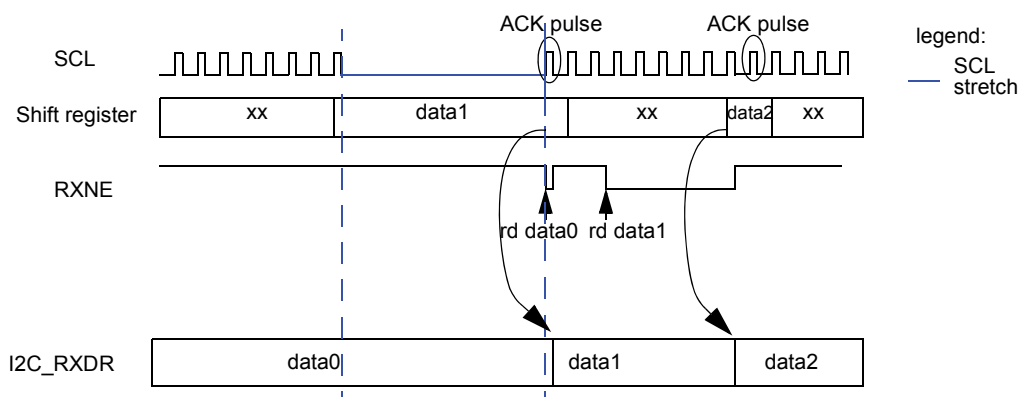 ACK pulse
ACK pulse
legend:
SCL
SCL
stretch
Shift register
xx
data1
xx
data2
xx
RXNE
rd data0
rd data1
I2C_RXDR
data0
data1
data2